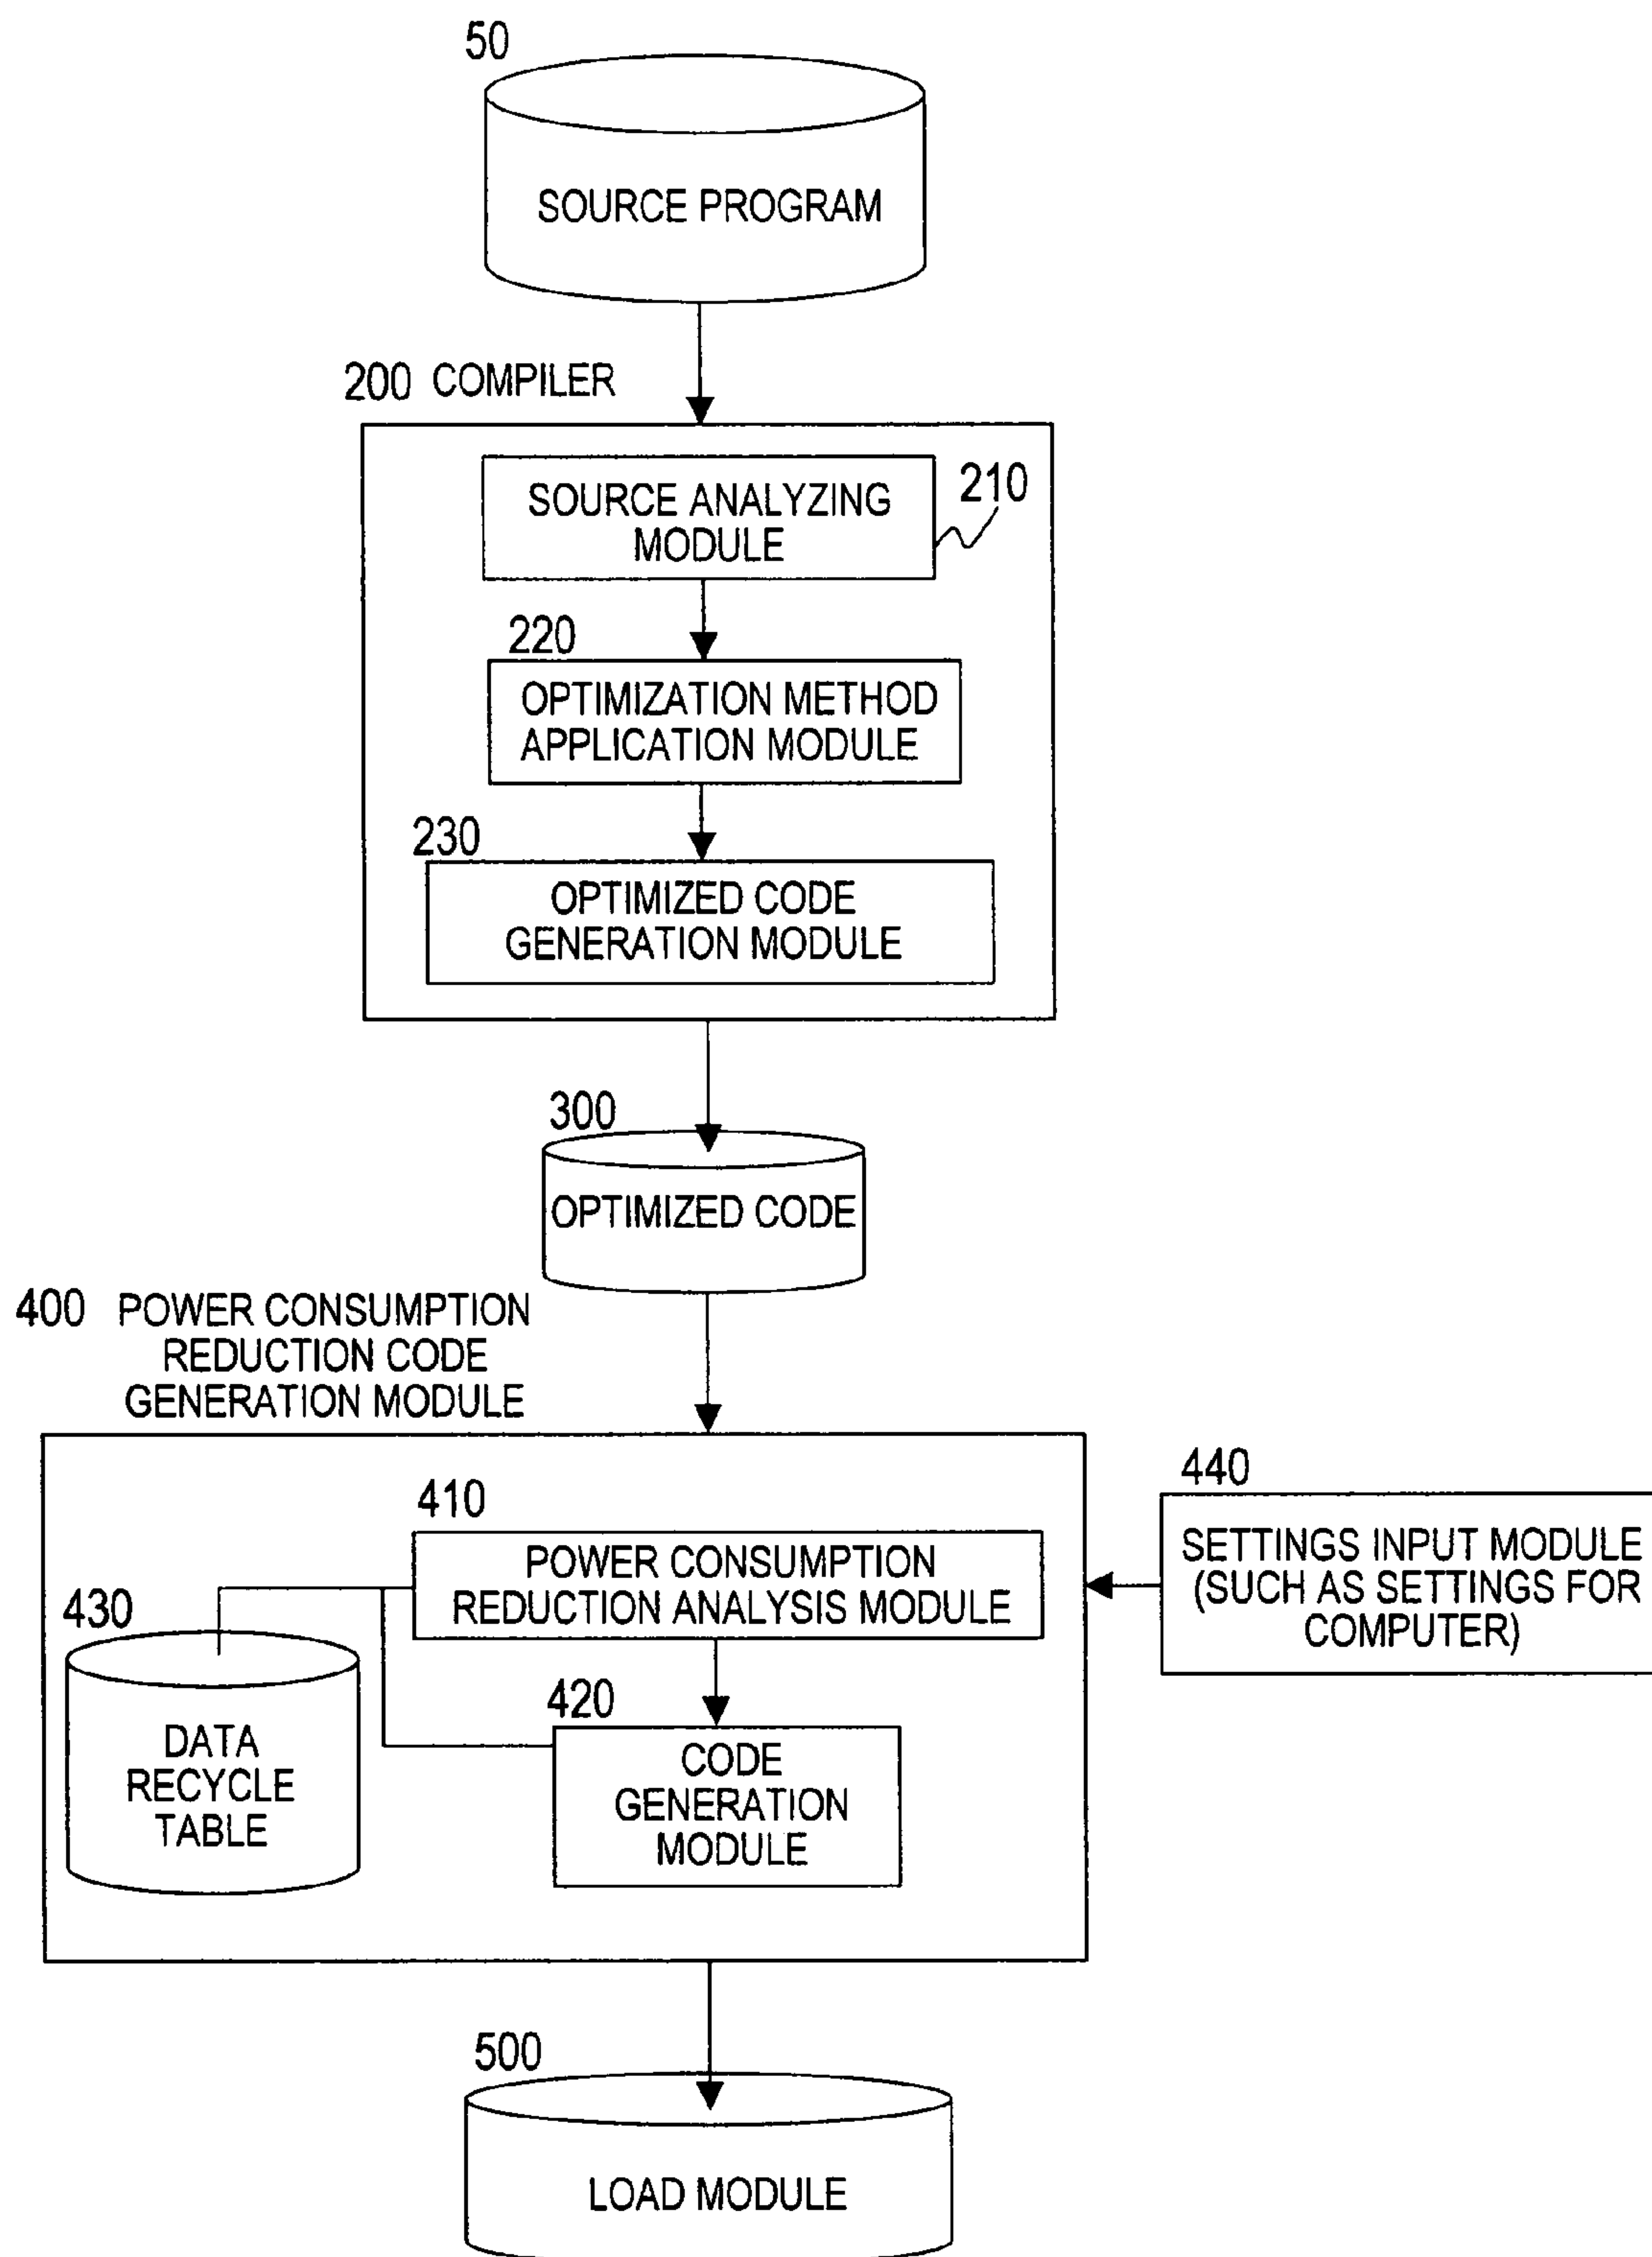 50
SOURCE PROGRAM
200 COMPILER
SOURCE ANALYZING
MODULE
210
220
OPTIMIZATION METHOD
APPLICATION MODULE
230
OPTIMIZED CODE
GENERATION MODULE
300
OPTIMIZED CODE
400 POWER CONSUMPTION
REDUCTION CODE
GENERATION MODULE
410
POWER CONSUMPTION
REDUCTION ANALYSIS MODULE
440
SETTINGS INPUT MODULE
(SUCH AS SETTINGS FOR
COMPUTER)
430
DATA
RECYCLE
TABLE
420
CODE
GENERATION
MODULE
500
LOAD MODULE